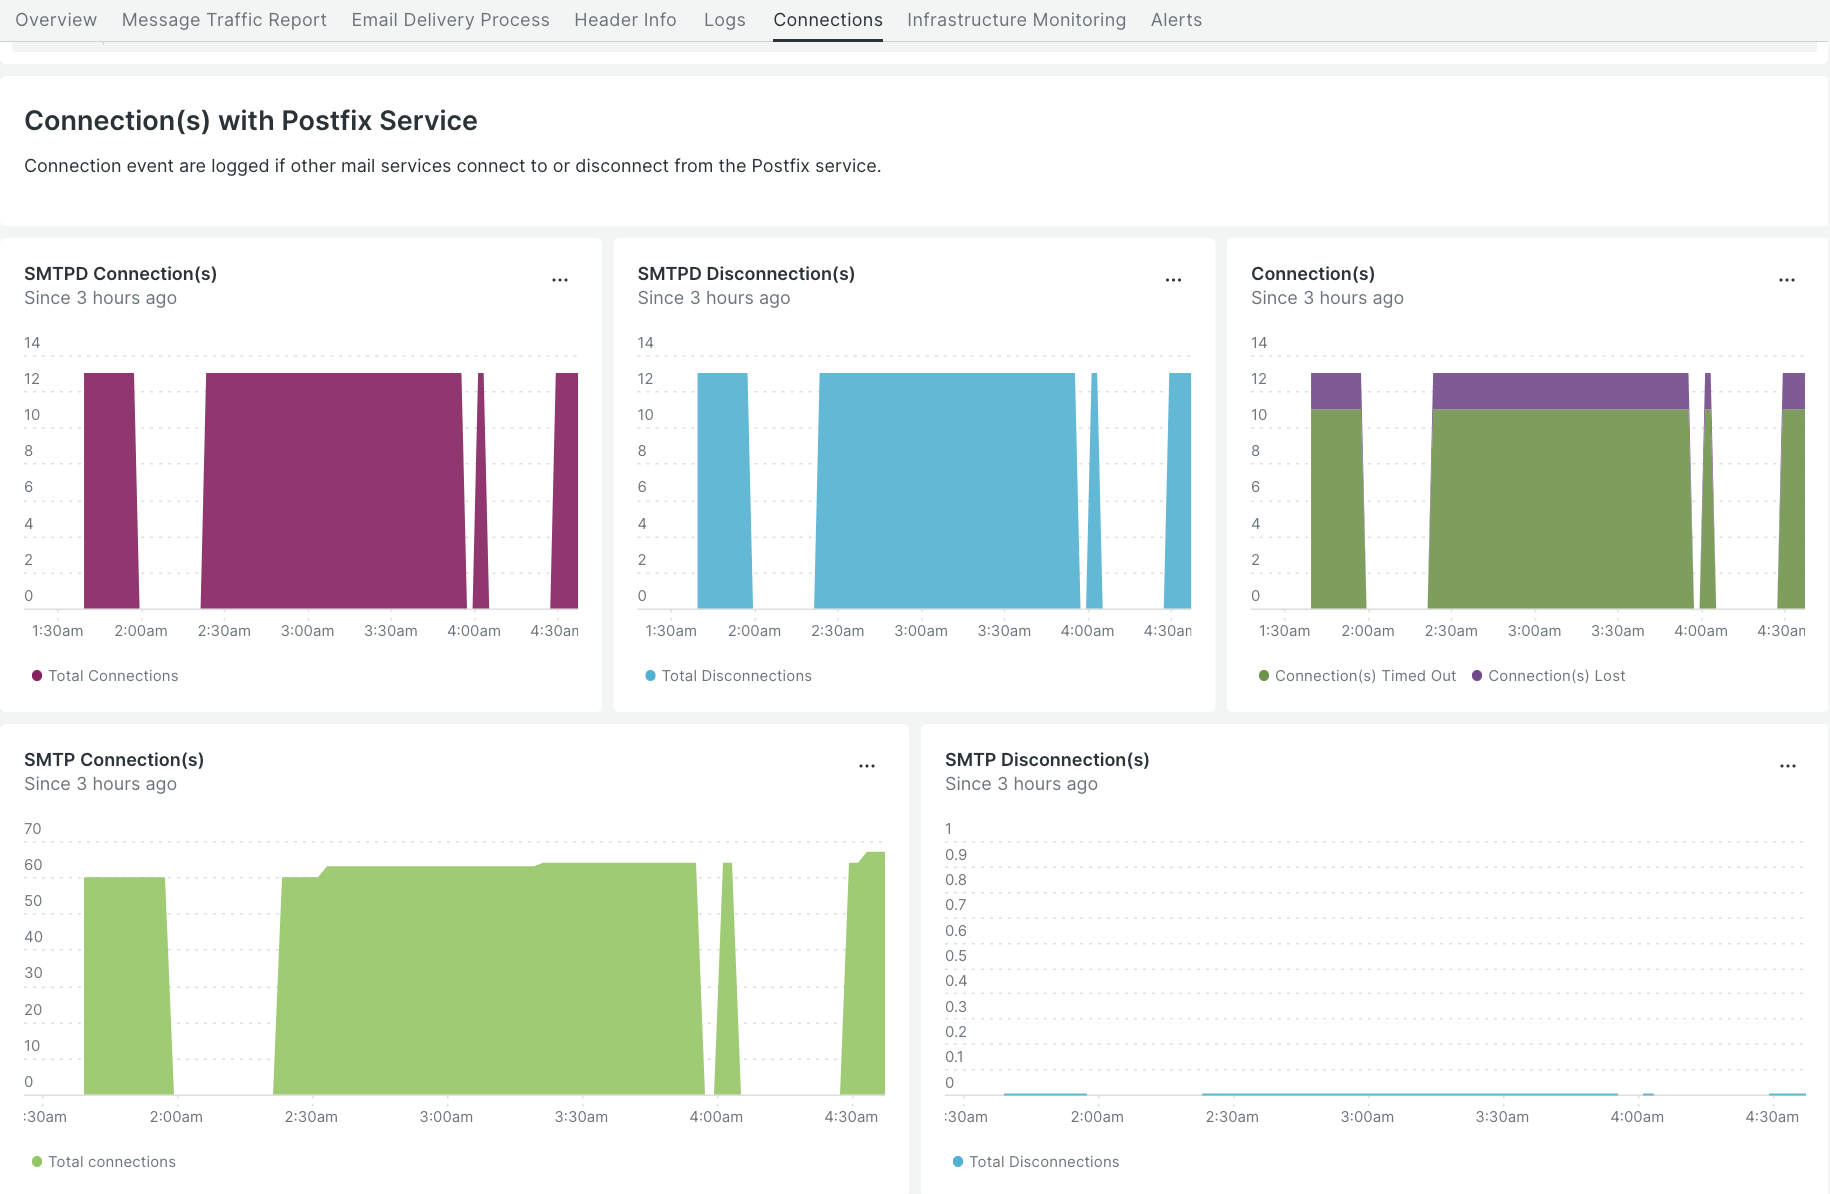 Overview Message Traffic Report Email Delivery Process Header Info Logs Connections Infrastructure Monitoring Alerts
Connection(s) with Postfix Service
Connection event are logged if other mail services connect to or disconnect from the Postfix service.
SMTPD Connection(s)
Since 3 hours ago
14
12
10
8
6
4
2
0
1:30am 2:00am 2:30am 3:00am 3:30am 4:00am 4:30an
Total Connections
SMTPD Disconnection(s)
Since 3 hours ago
14
12
10
8
6
4
2
0
1:30am 2:00am 2:30am 3:00am 3:30am 4:00am 4:30an
Total Disconnections
Connection(s)
Since 3 hours ago
14
12
10
8
6
4
2
0
1:30am 2:00am 2:30am 3:00am 3:30am 4:00am 4:30an
Connection(s) Timed Out Connection(s) Lost
SMTP Connection(s)
Since 3 hours ago
70
60
50
40
30
20
10
0
:30am 2:00am 2:30am 3:00am 3:30am 4:00am 4:30am
Total connections
SMTP Disconnection(s)
Since 3 hours ago
1
0.9
0.8
0.7
0.6
0.5
0.4
0.3
0.2
0.1
0
:30am 2:00am 2:30am 3:00am 3:30am 4:00am 4:30am
Total Disconnections